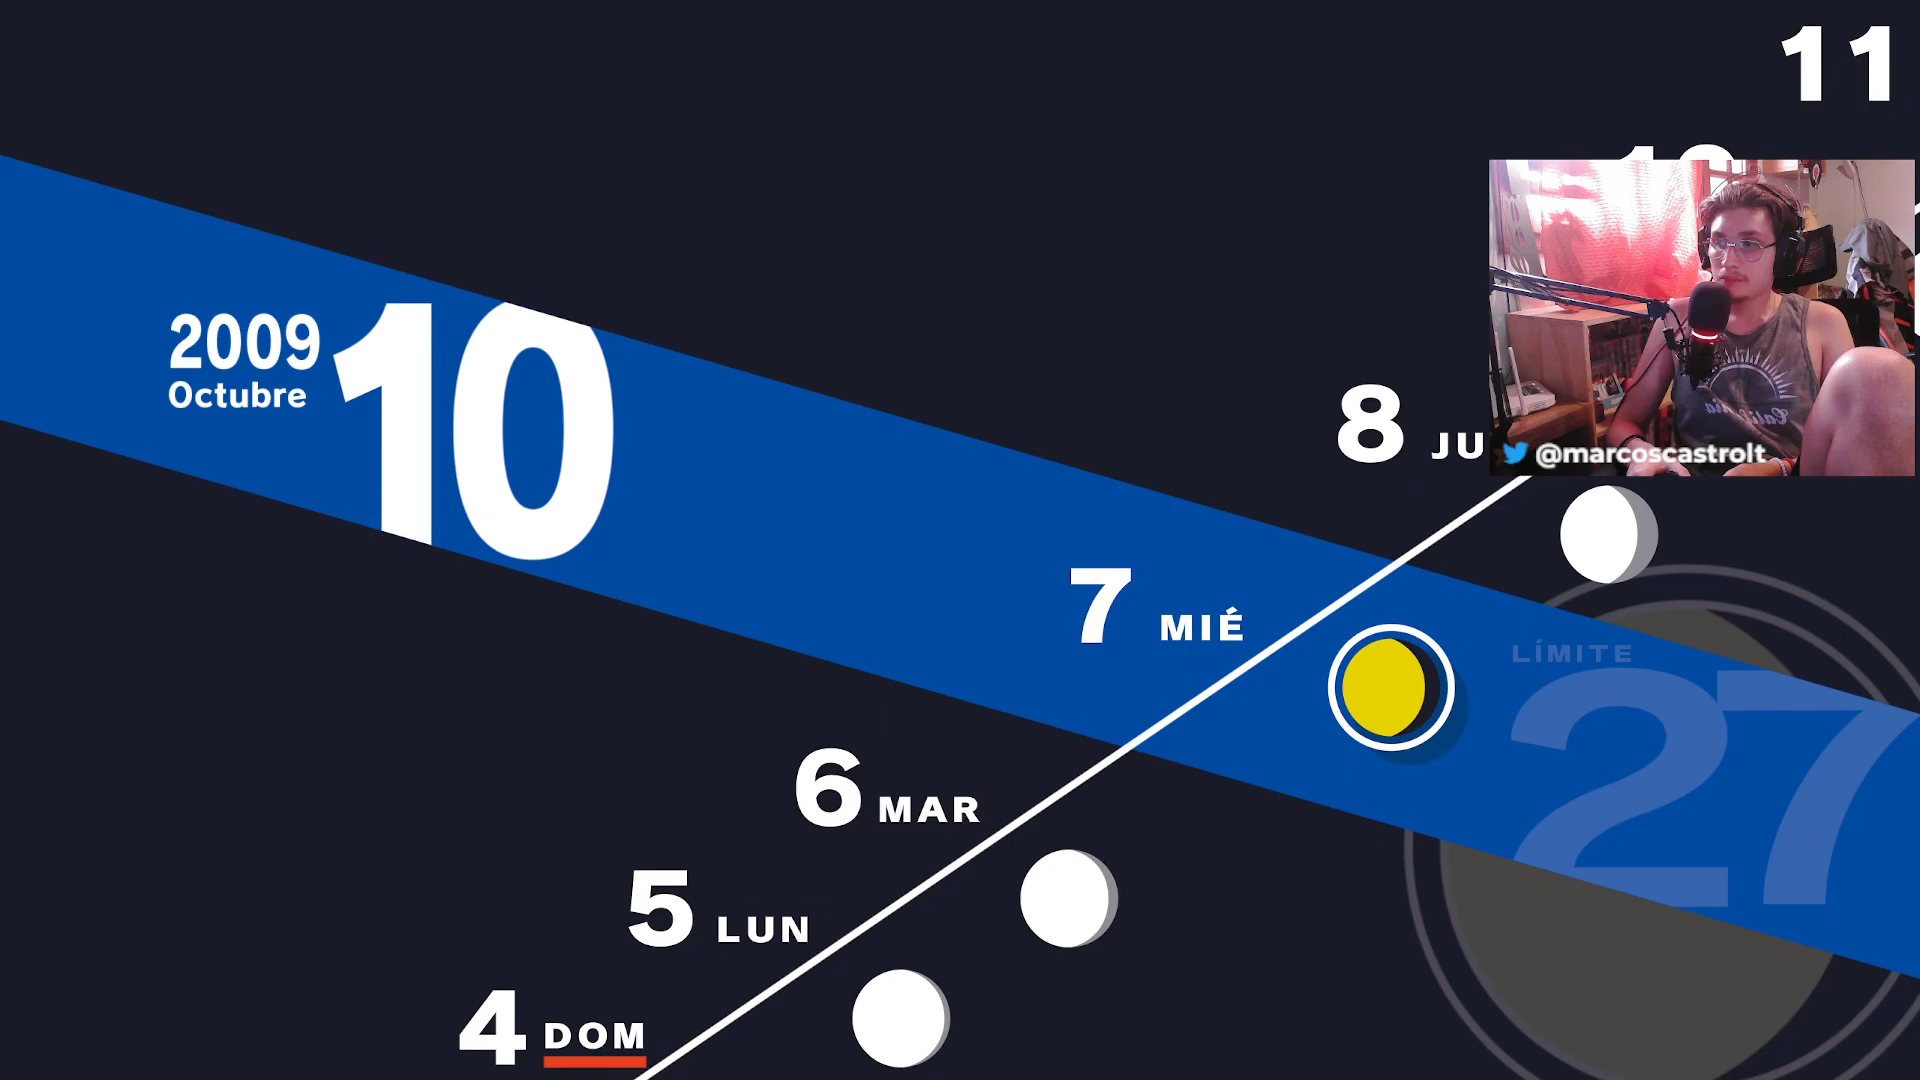 11
2009
Octubre
10
8 JU
@marcoscastrolt
7 MIÉ
LÍMITE
27
6 MAR
5 LUN
4 DOM